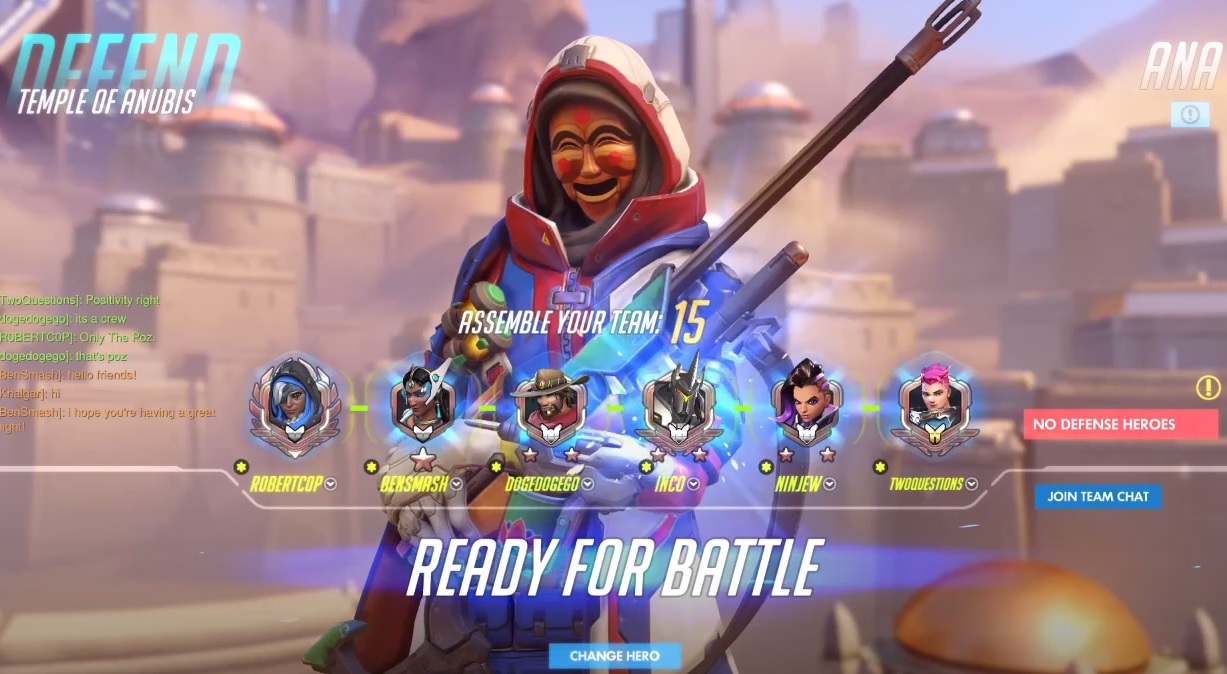 DEFEND
TEMPLE OF ANUBIS
ANA
TwoQuestions]: Positivity right
dogedogego]: its a crew
R0BERTC0P]: Only The Poz
dogedogego]: that's poz
BenSmash]: hello friends!
Khalgar]: hi
BenSmash]: i hope you're having a great
night!
ASSEMBLE YOUR TEAM: 15
NO DEFENSE HEROES
ROBERTCOP
BENSMASH
DOGEDOGEGO
INCO
NINJEW
TWOQUESTIONS
JOIN TEAM CHAT
READY FOR BATTLE
CHANGE HERO